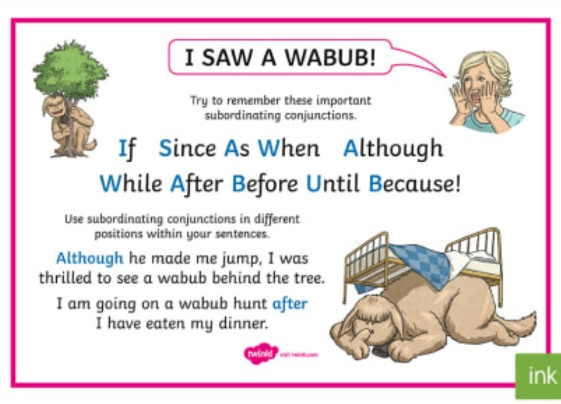 I SAW A WABUB!
Try to remember these important
subordinating conjunctions.
If Since As When Although
While After Before Until Because!
Use subordinating conjunctions in different
positions within your sentences.
Although he made me jump, I was
thrilled to see a wabub behind the tree.
I am going on a wabub hunt after
I have eaten my dinner.
twinkl visit twinkl.com
ink